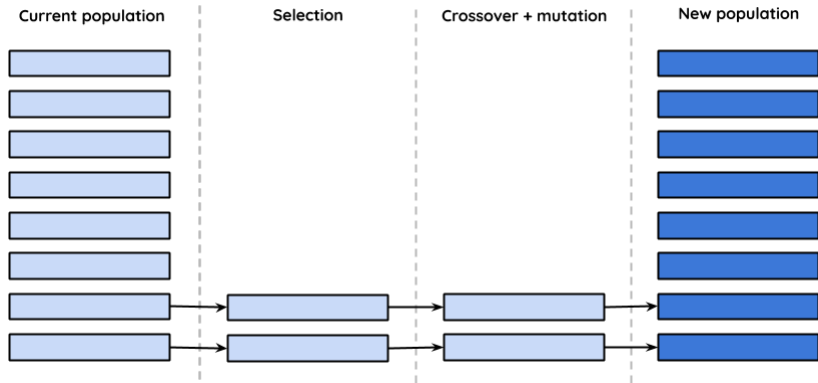 Current population
Selection
Crossover + mutation
New population